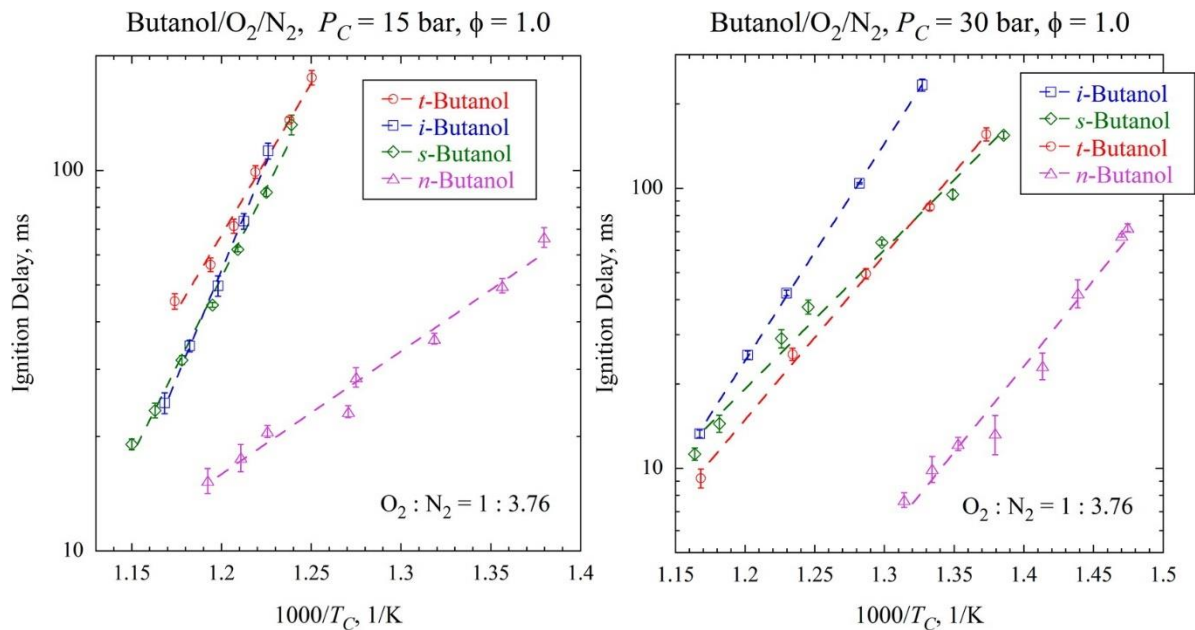 Butanol/O2/N2, PC = 15 bar, ϕ = 1.0
t-Butanol
i-Butanol
s-Butanol
n-Butanol
Ignition Delay, ms
100
10
O2 : N2 = 1 : 3.76
1.15
1.2
1.25
1.3
1.35
1.4
1000/TC, 1/K
Butanol/O2/N2, PC = 30 bar, ϕ = 1.0
i-Butanol
s-Butanol
t-Butanol
n-Butanol
Ignition Delay, ms
100
10
O2 : N2 = 1 : 3.76
1.15
1.2
1.25
1.3
1.35
1.4
1.45
1.5
1000/TC, 1/K